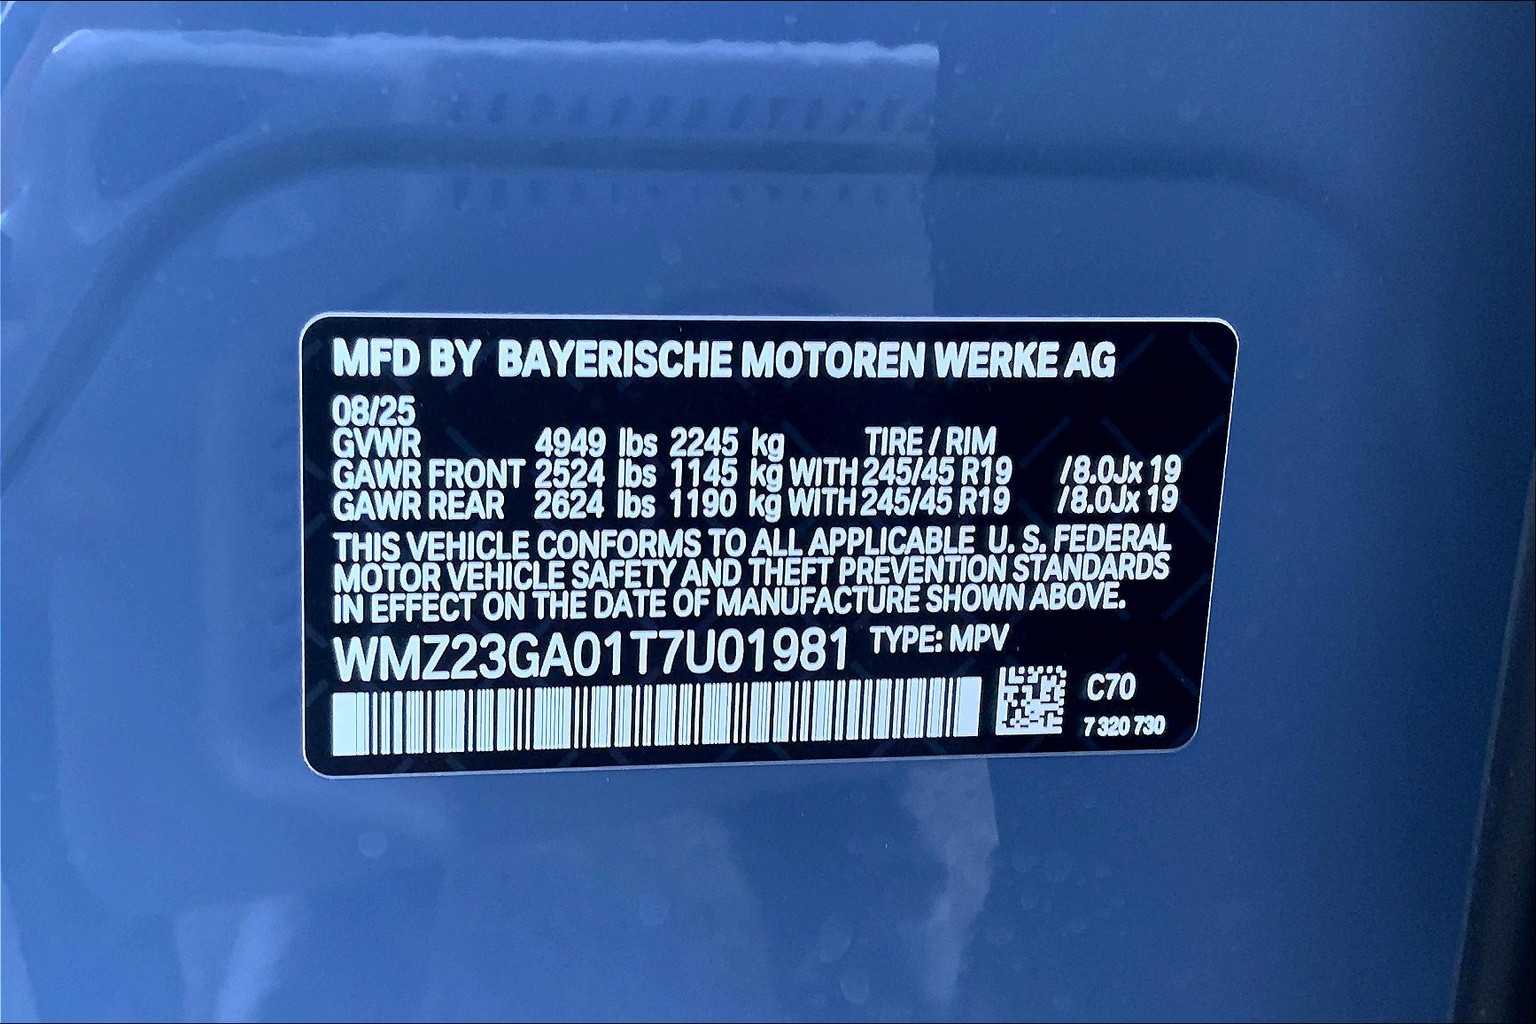 MFD BY BAYERISCHE MOTOREN WERKE AG
08/25
GVWR 4949 lbs 2245 kg TIRE / RIM
GAWR FRONT 2524 lbs 1145 kg WITH 245/45 R19 /8.0Jx 19
GAWR REAR 2624 lbs 1190 kg WITH 245/45 R19 /8.0Jx 19
THIS VEHICLE CONFORMS TO ALL APPLICABLE U. S. FEDERAL
MOTOR VEHICLE SAFETY AND THEFT PREVENTION STANDARDS
IN EFFECT ON THE DATE OF MANUFACTURE SHOWN ABOVE.
WMZ23GA01T7U01981 TYPE: MPV
C70
7 320 730